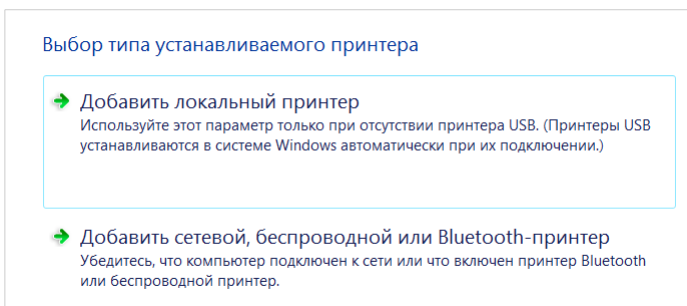 Выбор типа устанавливаемого принтера
Добавить локальный принтер
Используйте этот параметр только при отсутствии принтера USB. (Принтеры USB
устанавливаются в системе Windows автоматически при их подключении.)
Добавить сетевой, беспроводной или Bluetooth-принтер
Убедитесь, что компьютер подключен к сети или что включен принтер Bluetooth
или беспроводной принтер.